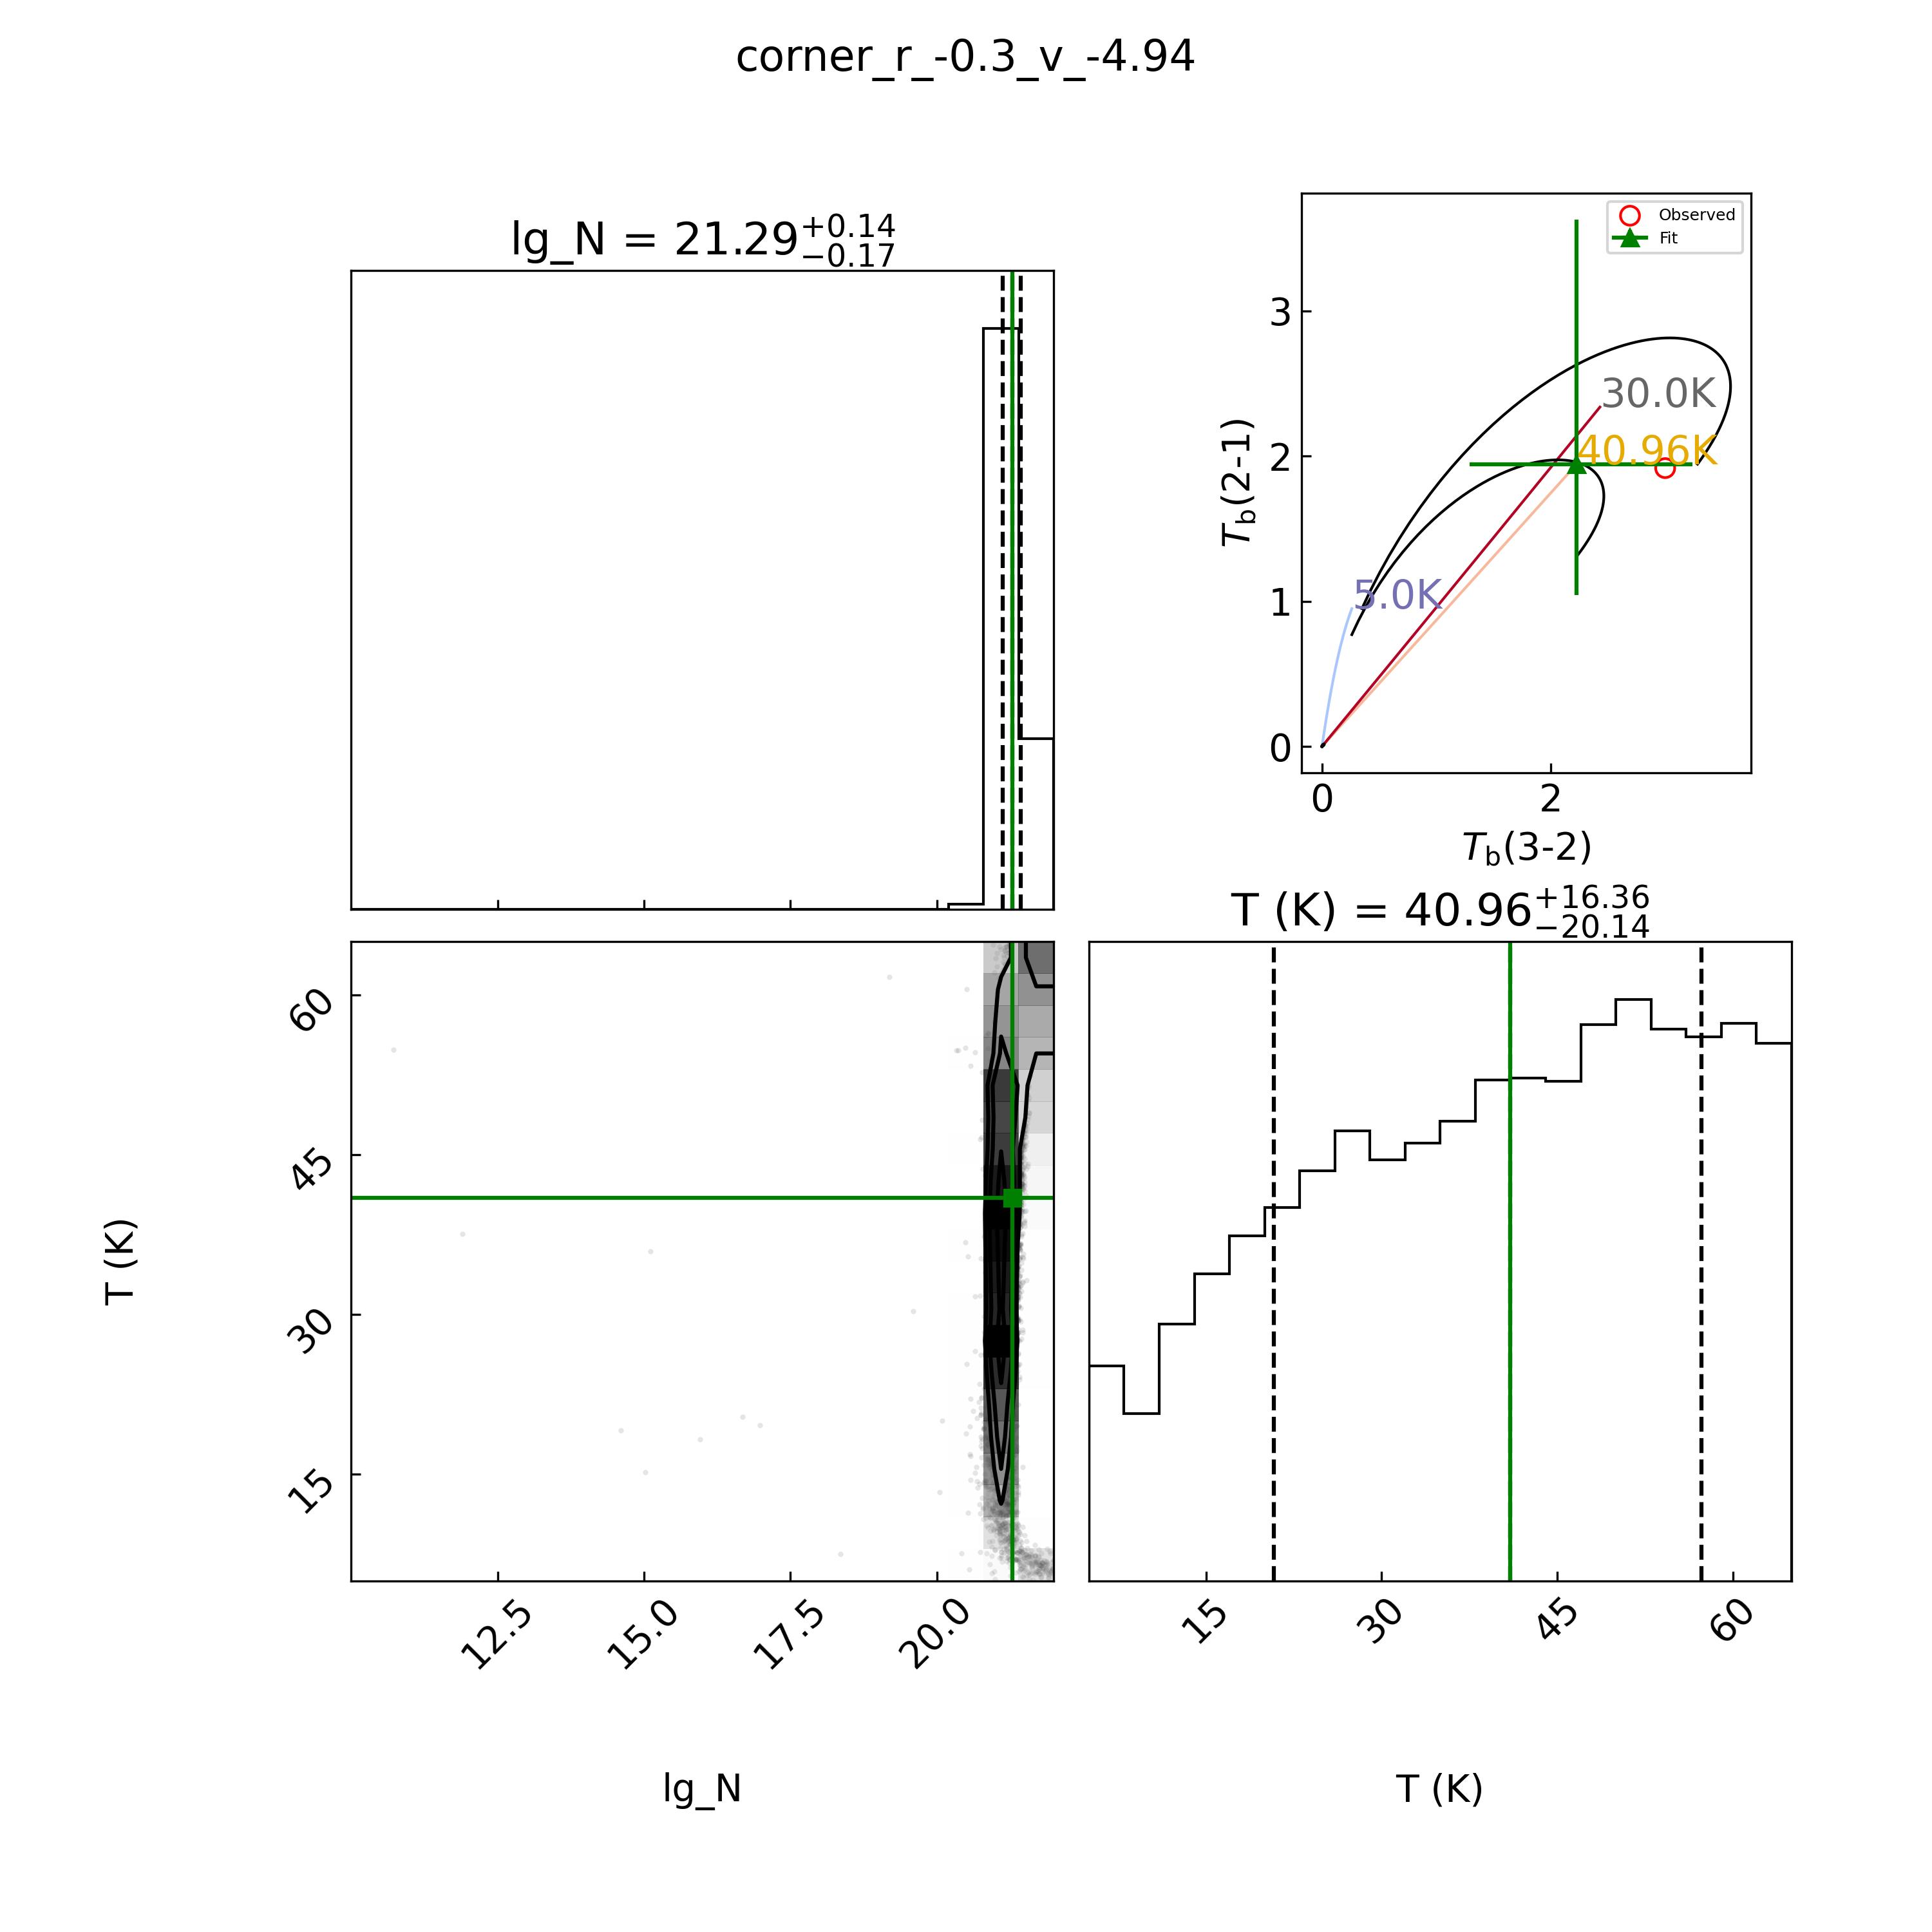 corner_r_-0.3_v_-4.94
lg_N = 21.29+0.14
−0.17
Observed
Fit
3
2
1
0
Tb(2-1)
30.0K
40.96K
5.0K
0 2
Tb(3-2)
T (K) = 40.96+16.36
−20.14
60
45
30
15
T (K)
12.5 15.0 17.5 20.0
15 30 45 60
lg_N
T (K)